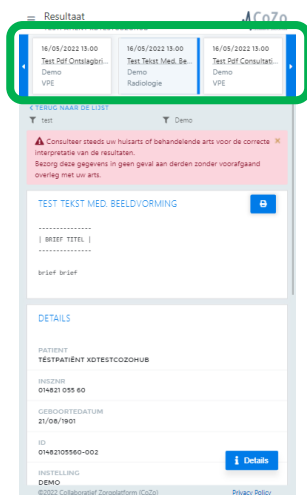 Resultaat
CoZo
16/05/2022 13:00
Test Pdf Ontslagbri...
Demo
VPE
16/05/2022 13:00
Test Tekst Med. Be...
Demo
Radiologie
16/05/2022 13:00
Test Pdf Consultati...
Demo
VPE
< TERUG NAAR DE LIJST
test
Demo
Consulteer steeds uw huisarts of behandelende arts voor de correcte
interpretatie van de resultaten.
Bezorg deze gegevens in geen geval aan derden zonder voorafgaand
overleg met uw arts.
×
TEST TEKST MED. BEELDVORMING
---------------
| BRIEF TITEL |
---------------
brief brief
DETAILS
PATIENT
TESTPATIËNT XDTESTCOZOHUB
INSZNR
014821 055 60
GEBOORTEDATUM
21/08/1901
ID
01482105560-002
i Details
INSTELLING
DEMO
©2022 Collaboratief Zorgplatform (CoZo)
Privacy Policy